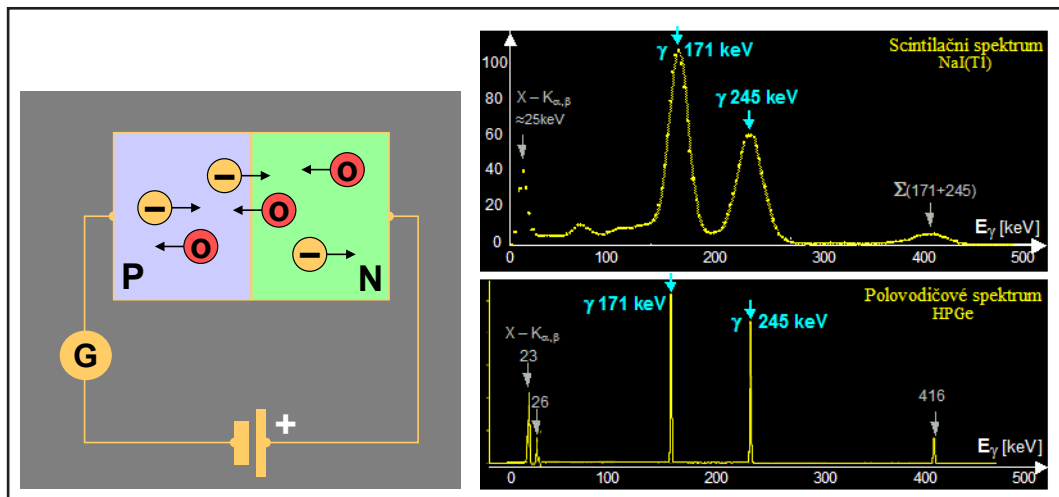 P
N
G
+
Scintilační spektrum
NaI(Tl)
γ 171 keV
γ 245 keV
X – Kα,β
≈25keV
Σ(171+245)
Eγ [keV]
100
80
60
40
20
0
0 100 200 300 400 500
Polovodičové spektrum
HPGe
γ 171 keV
γ 245 keV
X – Kα,β
23
26
416
Eγ [keV]
0 100 200 300 400 500